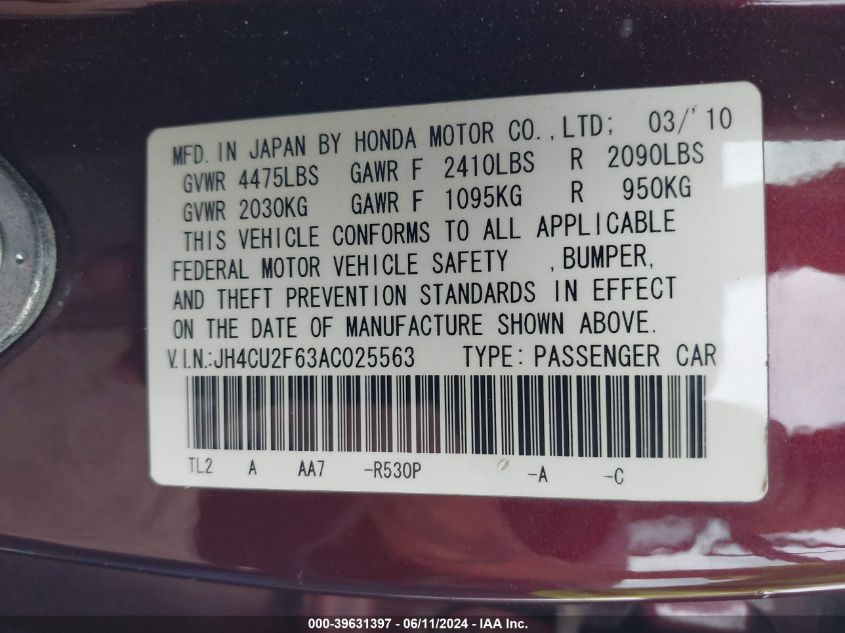 MFD. IN JAPAN BY HONDA MOTOR CO.,LTD; 03/'10
GVWR 4475LBS GAWR F 2410LBS R 2090LBS
GVWR 2030KG GAWR F 1095KG R 950KG
THIS VEHICLE CONFORMS TO ALL APPLICABLE
FEDERAL MOTOR VEHICLE SAFETY ,BUMPER,
AND THEFT PREVENTION STANDARDS IN EFFECT
ON THE DATE OF MANUFACTURE SHOWN ABOVE.
V.I.N.:JH4CU2F63AC025563 TYPE: PASSENGER CAR
TL2 A AA7 -R530P -A -C
000-39631397 - 06/11/2024 - IAA Inc.